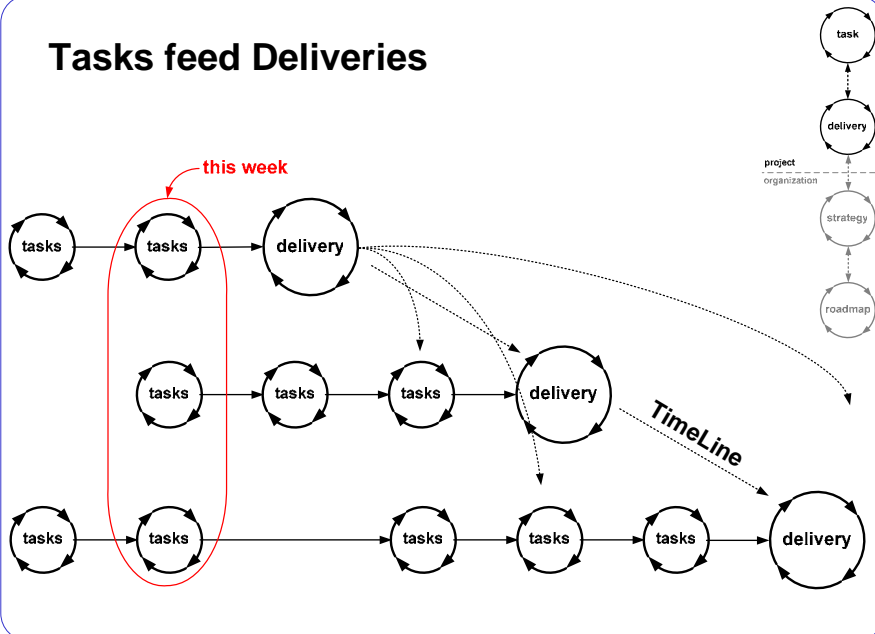 Tasks feed Deliveries
task
delivery
project
organization
strategy
roadmap
this week
tasks
tasks
delivery
tasks
tasks
tasks
delivery
TimeLine
tasks
tasks
tasks
tasks
tasks
delivery